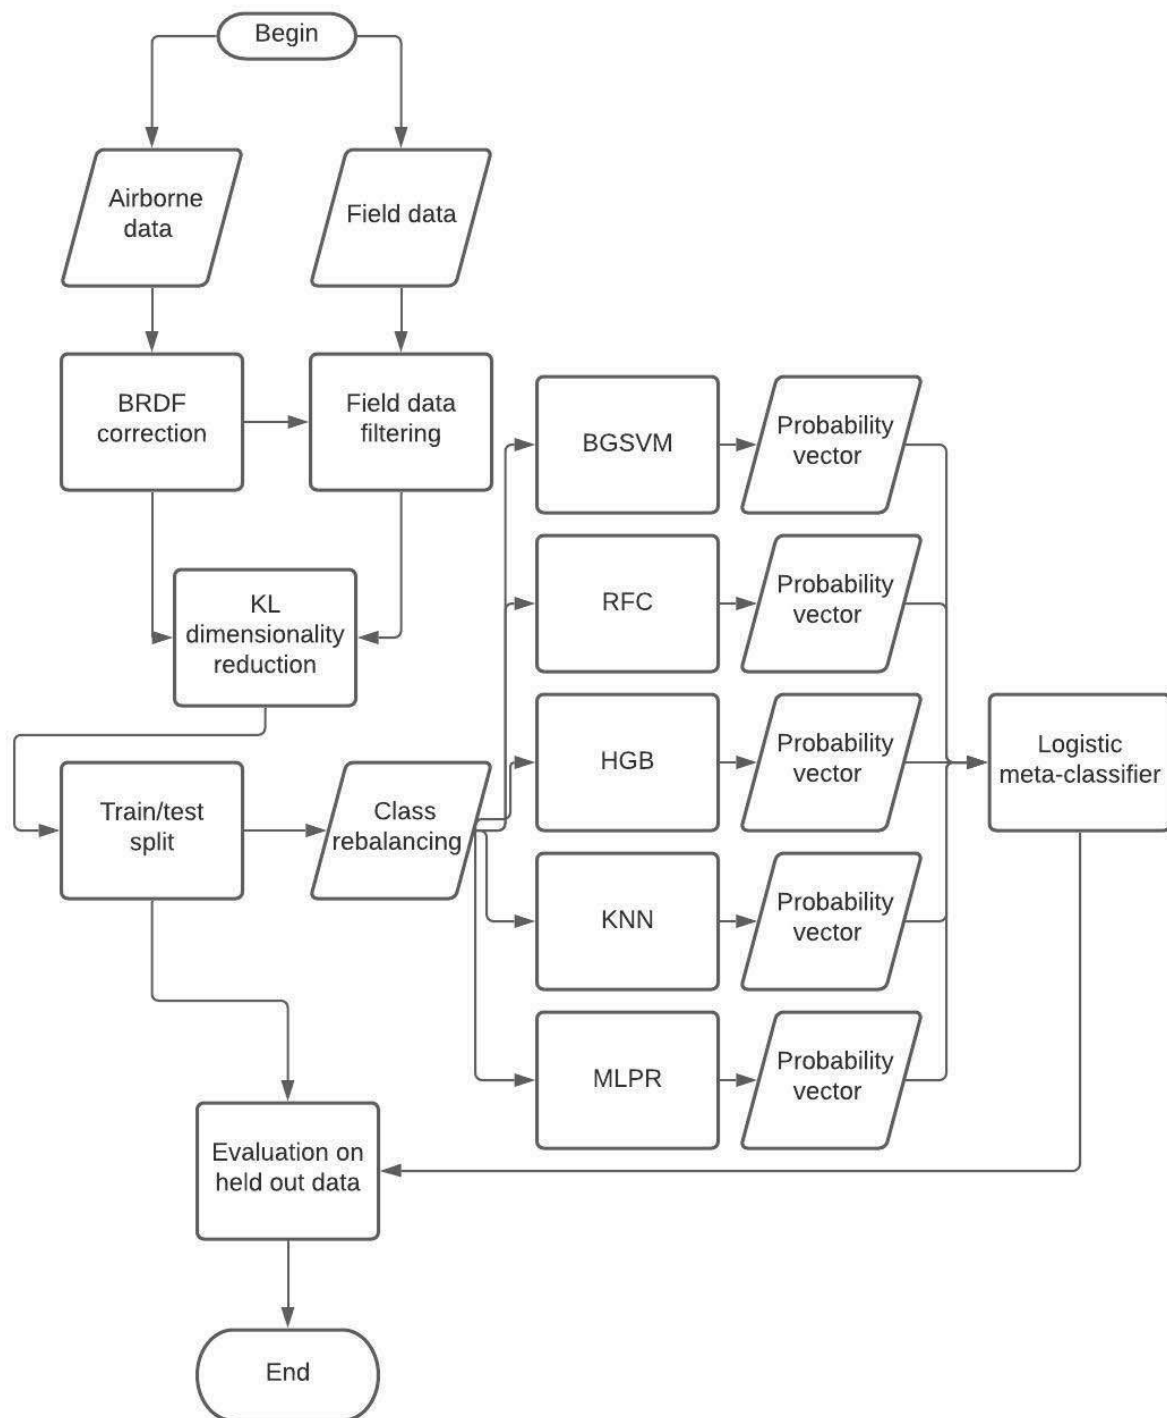 Begin
Airborne
data
Field data
BRDF
correction
Field data
filtering
KL
dimensionality
reduction
Train/test
split
Class
rebalancing
BGSVM
Probability
vector
RFC
Probability
vector
HGB
Probability
vector
KNN
Probability
vector
MLPR
Probability
vector
Logistic
meta-classifier
Evaluation on
held out data
End